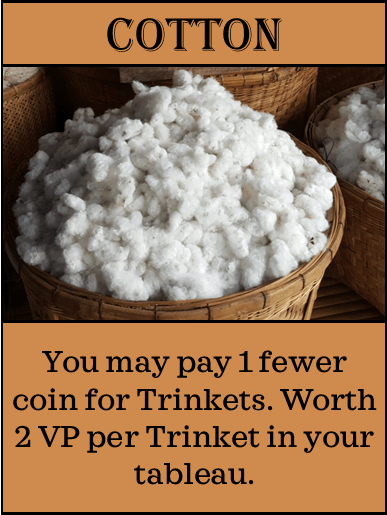 COTTON
You may pay 1 fewer
coin for Trinkets. Worth
2 VP per Trinket in your
tableau.